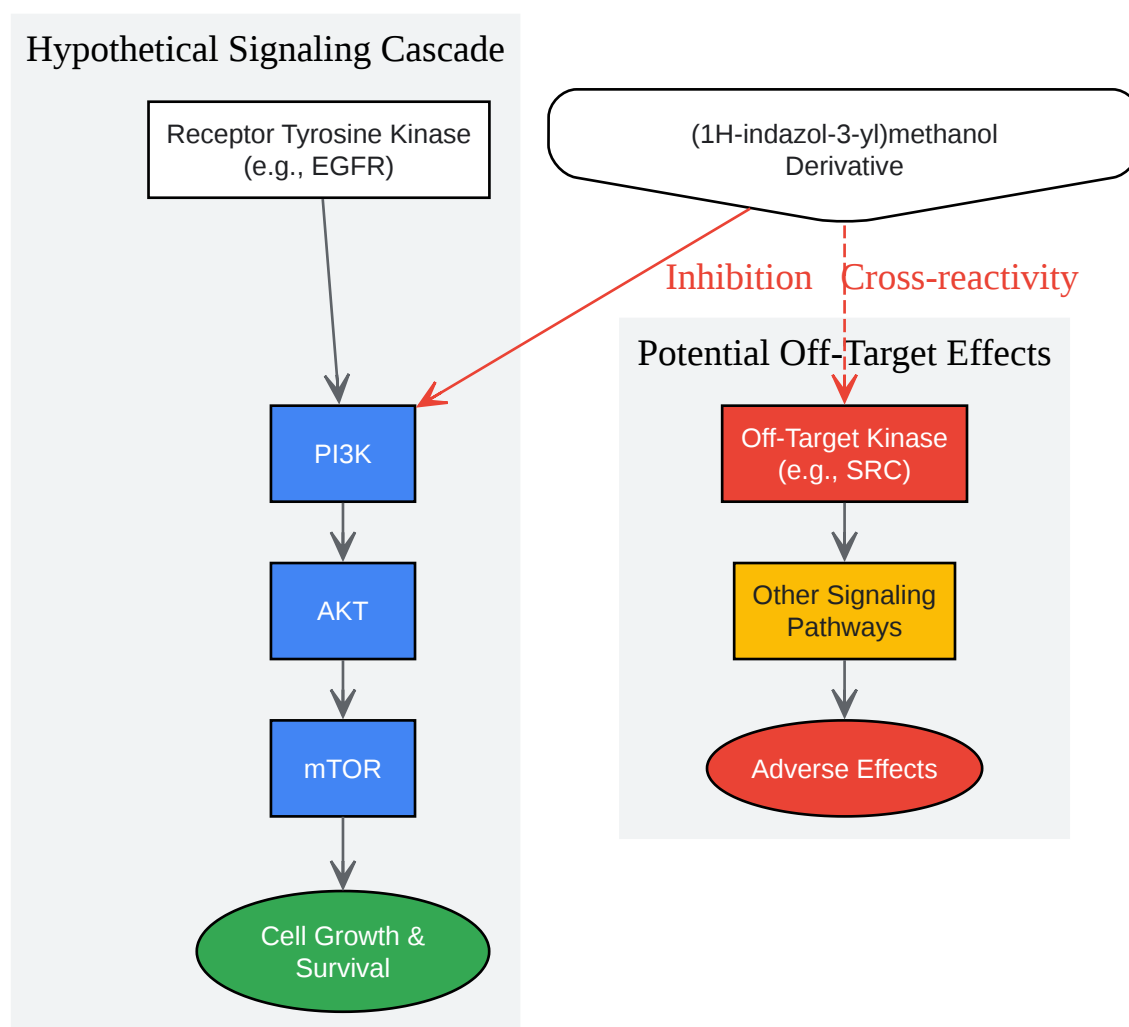 Hypothetical Signaling Cascade
Receptor Tyrosine Kinase
(e.g., EGFR)
(1H-indazol-3-yl)methanol
Derivative
Inhibition
Cross-reactivity
Potential Off-Target Effects
PI3K
Off-Target Kinase
(e.g., SRC)
AKT
Other Signaling
Pathways
mTOR
Adverse Effects
Cell Growth &
Survival